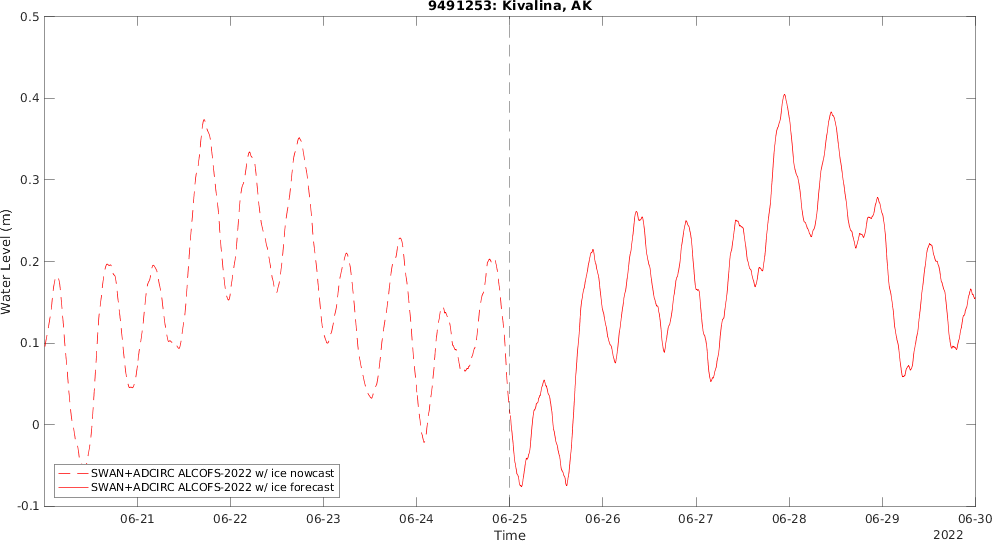 9491253: Kivalina, AK
0.5
0.4
0.3
0.2
0.1
0
-0.1
Water Level (m)
SWAN+ADCIRC ALCOFS-2022 w/ ice nowcast
SWAN+ADCIRC ALCOFS-2022 w/ ice forecast
06-21 06-22 06-23 06-24 06-25 06-26 06-27 06-28 06-29 06-30
Time
2022